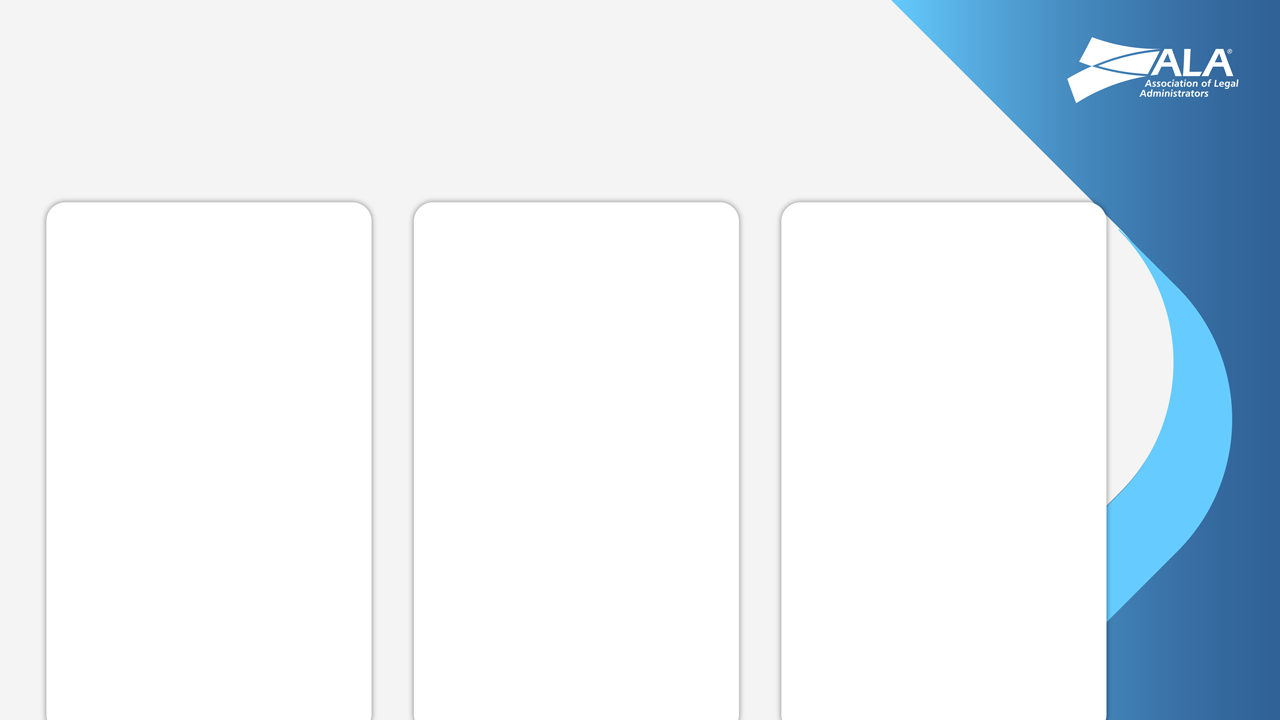 ALA®
Association of Legal
Administrators